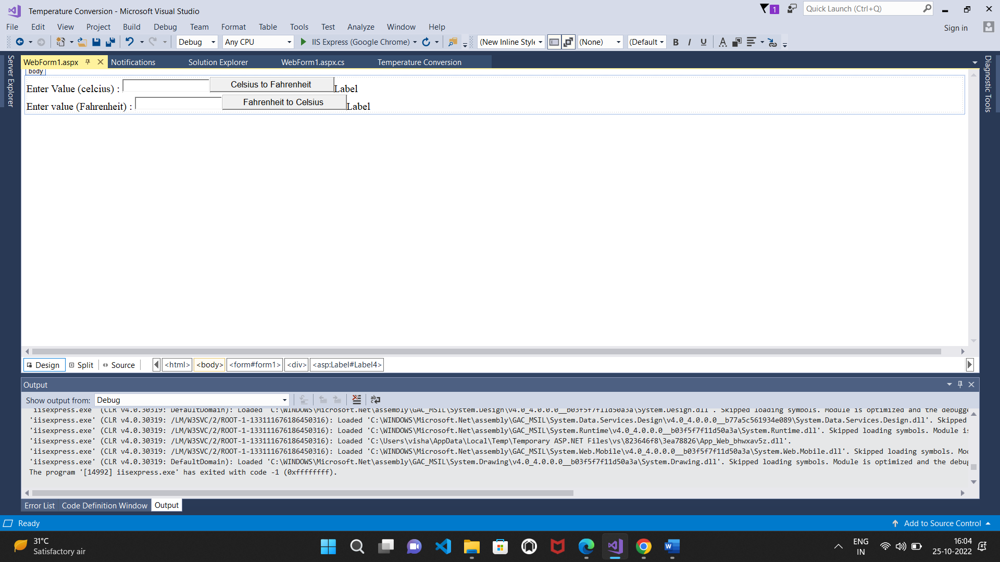 Temperature Conversion - Microsoft Visual Studio
1
Quick Launch (Ctrl+Q)
File Edit View Project Build Debug Team Format Table Tools Test Analyze Window Help
Sign in
Debug Any CPU IIS Express (Google Chrome) (New Inline Style (None) (Default B I U A
WebForm1.aspx Notifications Solution Explorer WebForm1.aspx.cs Temperature Conversion
Server Explorer
Diagnostic Tools
body
Enter Value (celcius) : Celsius to Fahrenheit Label
Enter value (Fahrenheit) : Fahrenheit to Celsius Label
Design Split Source <html> <body> <form#form1> <div> <asp:Label#Label4>
Output
Show output from: Debug
'iisexpress.exe' (CLR v4.0.30319: DefaultDomain): Loaded 'C:\WINDOWS\Microsoft.Net\assembly\GAC_MSIL\System.Design\v4.0_4.0.0.0__b03f5f7f11d50a3a\System.Design.dll'. Skipped loading symbols. Module is optimized and the debugge
'iisexpress.exe' (CLR v4.0.30319: /LM/W3SVC/2/ROOT-1-133111676186450316): Loaded 'C:\WINDOWS\Microsoft.Net\assembly\GAC_MSIL\System.Data.Services.Design\v4.0_4.0.0.0__b77a5c561934e089\System.Data.Services.Design.dll'. Skipped
'iisexpress.exe' (CLR v4.0.30319: /LM/W3SVC/2/ROOT-1-133111676186450316): Loaded 'C:\WINDOWS\Microsoft.Net\assembly\GAC_MSIL\System.Runtime\v4.0_4.0.0.0__b03f5f7f11d50a3a\System.Runtime.dll'. Skipped loading symbols. Module is
'iisexpress.exe' (CLR v4.0.30319: /LM/W3SVC/2/ROOT-1-133111676186450316): Loaded 'C:\Users\visha\AppData\Local\Temp\Temporary ASP.NET Files\vs\823646f8\3ea78826\App_Web_bhwxav5z.dll'.
'iisexpress.exe' (CLR v4.0.30319: /LM/W3SVC/2/ROOT-1-133111676186450316): Loaded 'C:\WINDOWS\Microsoft.Net\assembly\GAC_MSIL\System.Web.Mobile\v4.0_4.0.0.0__b03f5f7f11d50a3a\System.Web.Mobile.dll'. Skipped loading symbols. Mod
'iisexpress.exe' (CLR v4.0.30319: DefaultDomain): Loaded 'C:\WINDOWS\Microsoft.Net\assembly\GAC_MSIL\System.Drawing\v4.0_4.0.0.0__b03f5f7f11d50a3a\System.Drawing.dll'. Skipped loading symbols. Module is optimized and the debug
The program '[14992] iisexpress.exe' has exited with code -1 (0xffffffff).
Error List Code Definition Window Output
Ready
Add to Source Control
31°C
Satisfactory air
ENG
IN
16:04
25-10-2022